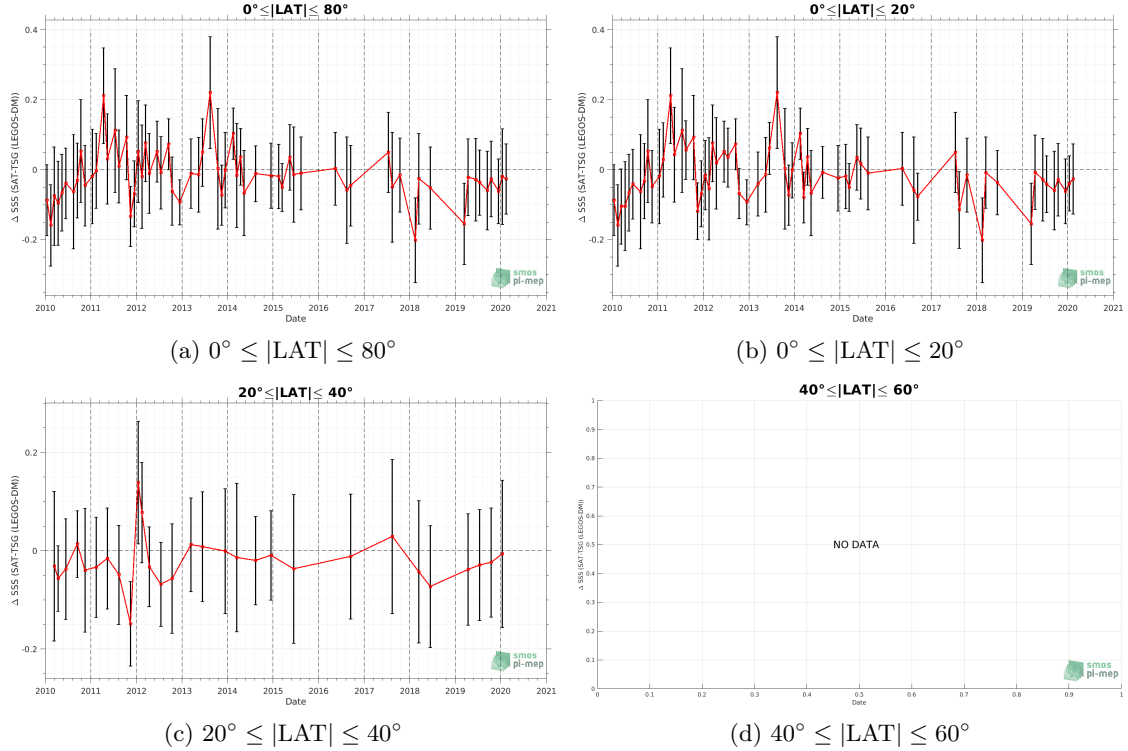 0°≤|LAT|≤ 80°
Δ SSS (SAT-TSG (LEGOS-DM))
0.4
0.2
0
-0.2
2010 2011 2012 2013 2014 2015 2016 2017 2018 2019 2020 2021
Date
smos
pi-mep
(a) 0° ≤ |LAT| ≤ 80°
0°≤|LAT|≤ 20°
Δ SSS (SAT-TSG (LEGOS-DM))
0.4
0.2
0
-0.2
2010 2011 2012 2013 2014 2015 2016 2017 2018 2019 2020 2021
Date
smos
pi-mep
(b) 0° ≤ |LAT| ≤ 20°
20°≤|LAT|≤ 40°
Δ SSS (SAT-TSG (LEGOS-DM))
0.2
0
-0.2
2010 2011 2012 2013 2014 2015 2016 2017 2018 2019 2020 2021
Date
smos
pi-mep
(c) 20° ≤ |LAT| ≤ 40°
40°≤|LAT|≤ 60°
Δ SSS (SAT-TSG (LEGOS-DM))
1
0.9
0.8
0.7
0.6
0.5
0.4
0.3
0.2
0.1
0
NO DATA
0 0.1 0.2 0.3 0.4 0.5 0.6 0.7 0.8 0.9 1
Date
smos
pi-mep
(d) 40° ≤ |LAT| ≤ 60°